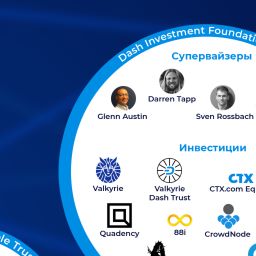 Dash Investment Foundati
Супервайзеры
Darren Tapp
Glenn Austin
Sven Rossbach
Инвестиции
CTX
Valkyrie
Valkyrie
Dash Trust
CTX.com Eq
Quadency
88i
CrowdNode
le Tru